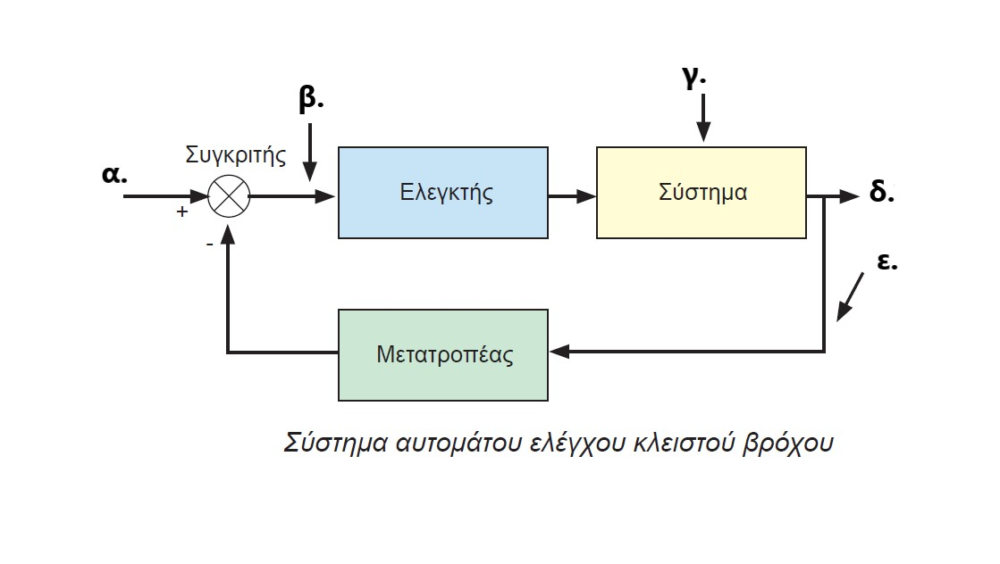 γ.
β.
Συγκριτής
α.
Ελεγκτής
Σύστημα
δ.
+
-
ε.
Μετατροπέας
Σύστημα αυτομάτου ελέγχου κλειστού βρόχου